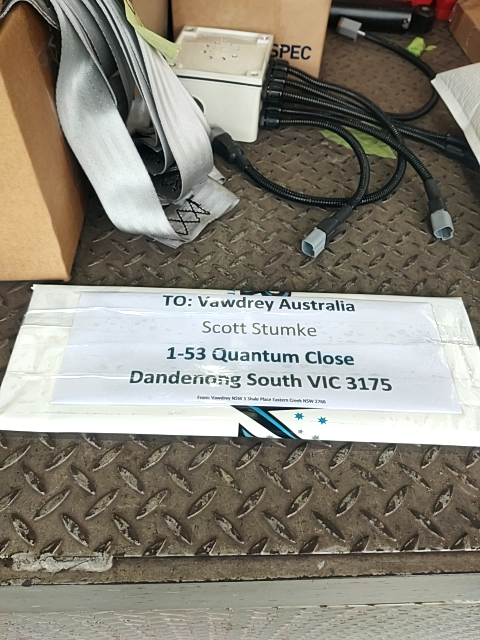 SPEC
TO: Vawdrey Australia
Scott Stumke
1-53 Quantum Close
Dandenong South VIC 3175
From: Vawdrey NSW 5 Shale Place Eastern Creek NSW 2766